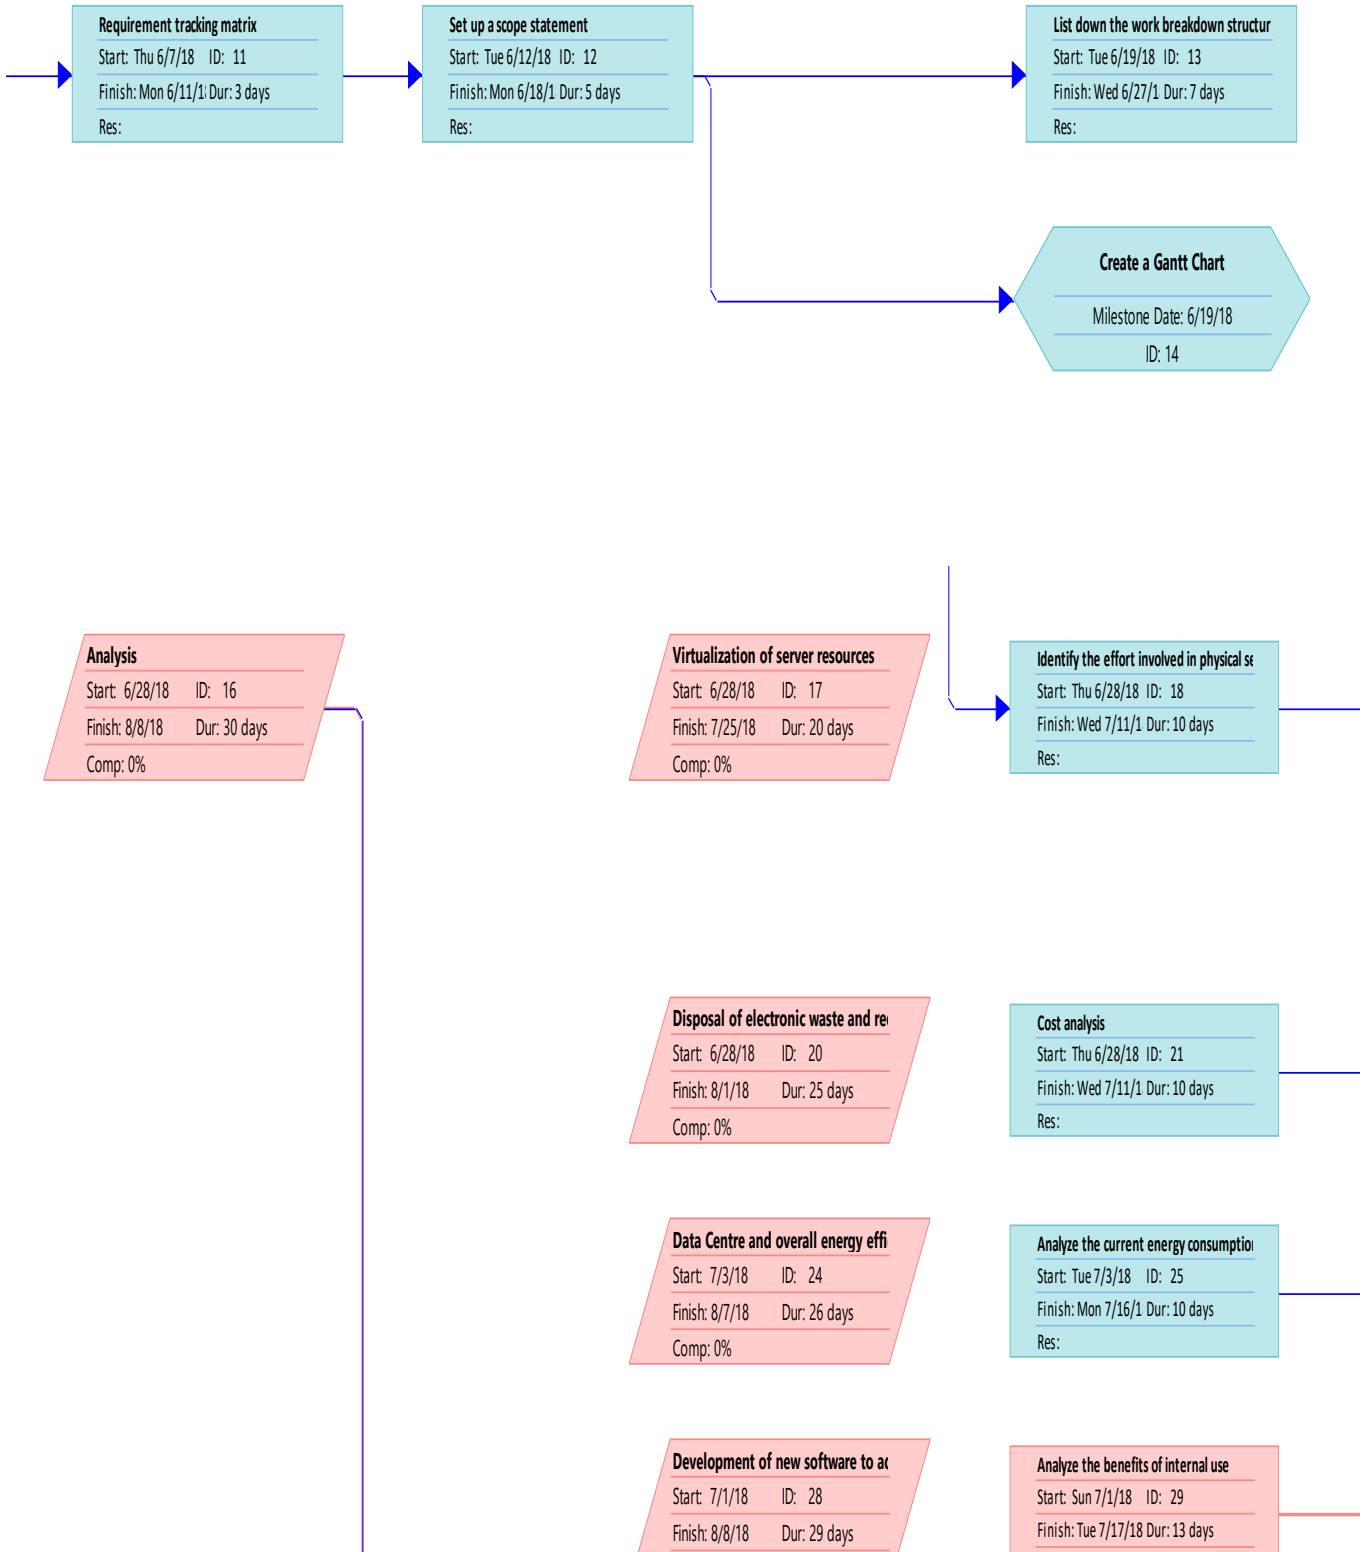 Requirement tracking matrix
Start: Thu 6/7/18 ID: 11
Finish: Mon 6/11/1 Dur: 3 days
Res:
Set up a scope statement
Start: Tue 6/12/18 ID: 12
Finish: Mon 6/18/1 Dur: 5 days
Res:
List down the work breakdown structur
Start: Tue 6/19/18 ID: 13
Finish: Wed 6/27/1 Dur: 7 days
Res:
Create a Gantt Chart
Milestone Date: 6/19/18
ID: 14
Analysis
Start: 6/28/18 ID: 16
Finish: 8/8/18 Dur: 30 days
Comp: 0%
Virtualization of server resources
Start: 6/28/18 ID: 17
Finish: 7/25/18 Dur: 20 days
Comp: 0%
Identify the effort involved in physical se
Start: Thu 6/28/18 ID: 18
Finish: Wed 7/11/1 Dur: 10 days
Res:
Disposal of electronic waste and re
Start: 6/28/18 ID: 20
Finish: 8/1/18 Dur: 25 days
Comp: 0%
Cost analysis
Start: Thu 6/28/18 ID: 21
Finish: Wed 7/11/1 Dur: 10 days
Res:
Data Centre and overall energy effi
Start: 7/3/18 ID: 24
Finish: 8/7/18 Dur: 26 days
Comp: 0%
Analyze the current energy consumption
Start: Tue 7/3/18 ID: 25
Finish: Mon 7/16/1 Dur: 10 days
Res:
Development of new software to ac
Start: 7/1/18 ID: 28
Finish: 8/8/18 Dur: 29 days
Analyze the benefits of internal use
Start: Sun 7/1/18 ID: 29
Finish: Tue 7/17/18 Dur: 13 days